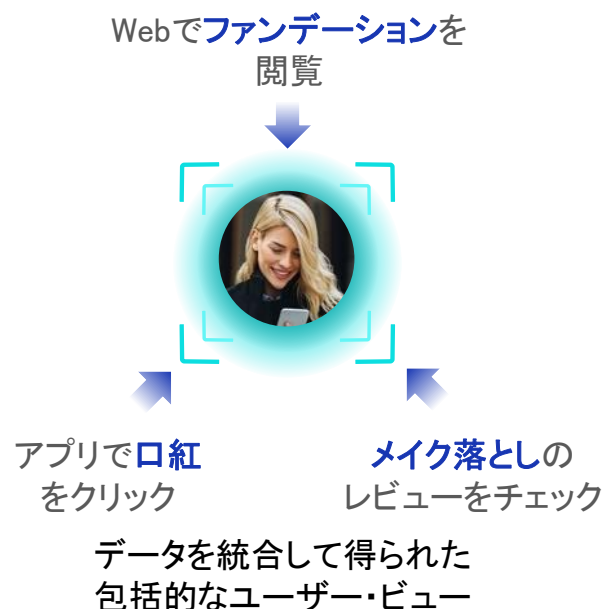 Webでファンデーションを
閲覧
アプリで口紅
をクリック
メイク落としの
レビューをチェック
データを統合して得られた
包括的なユーザー・ビュー